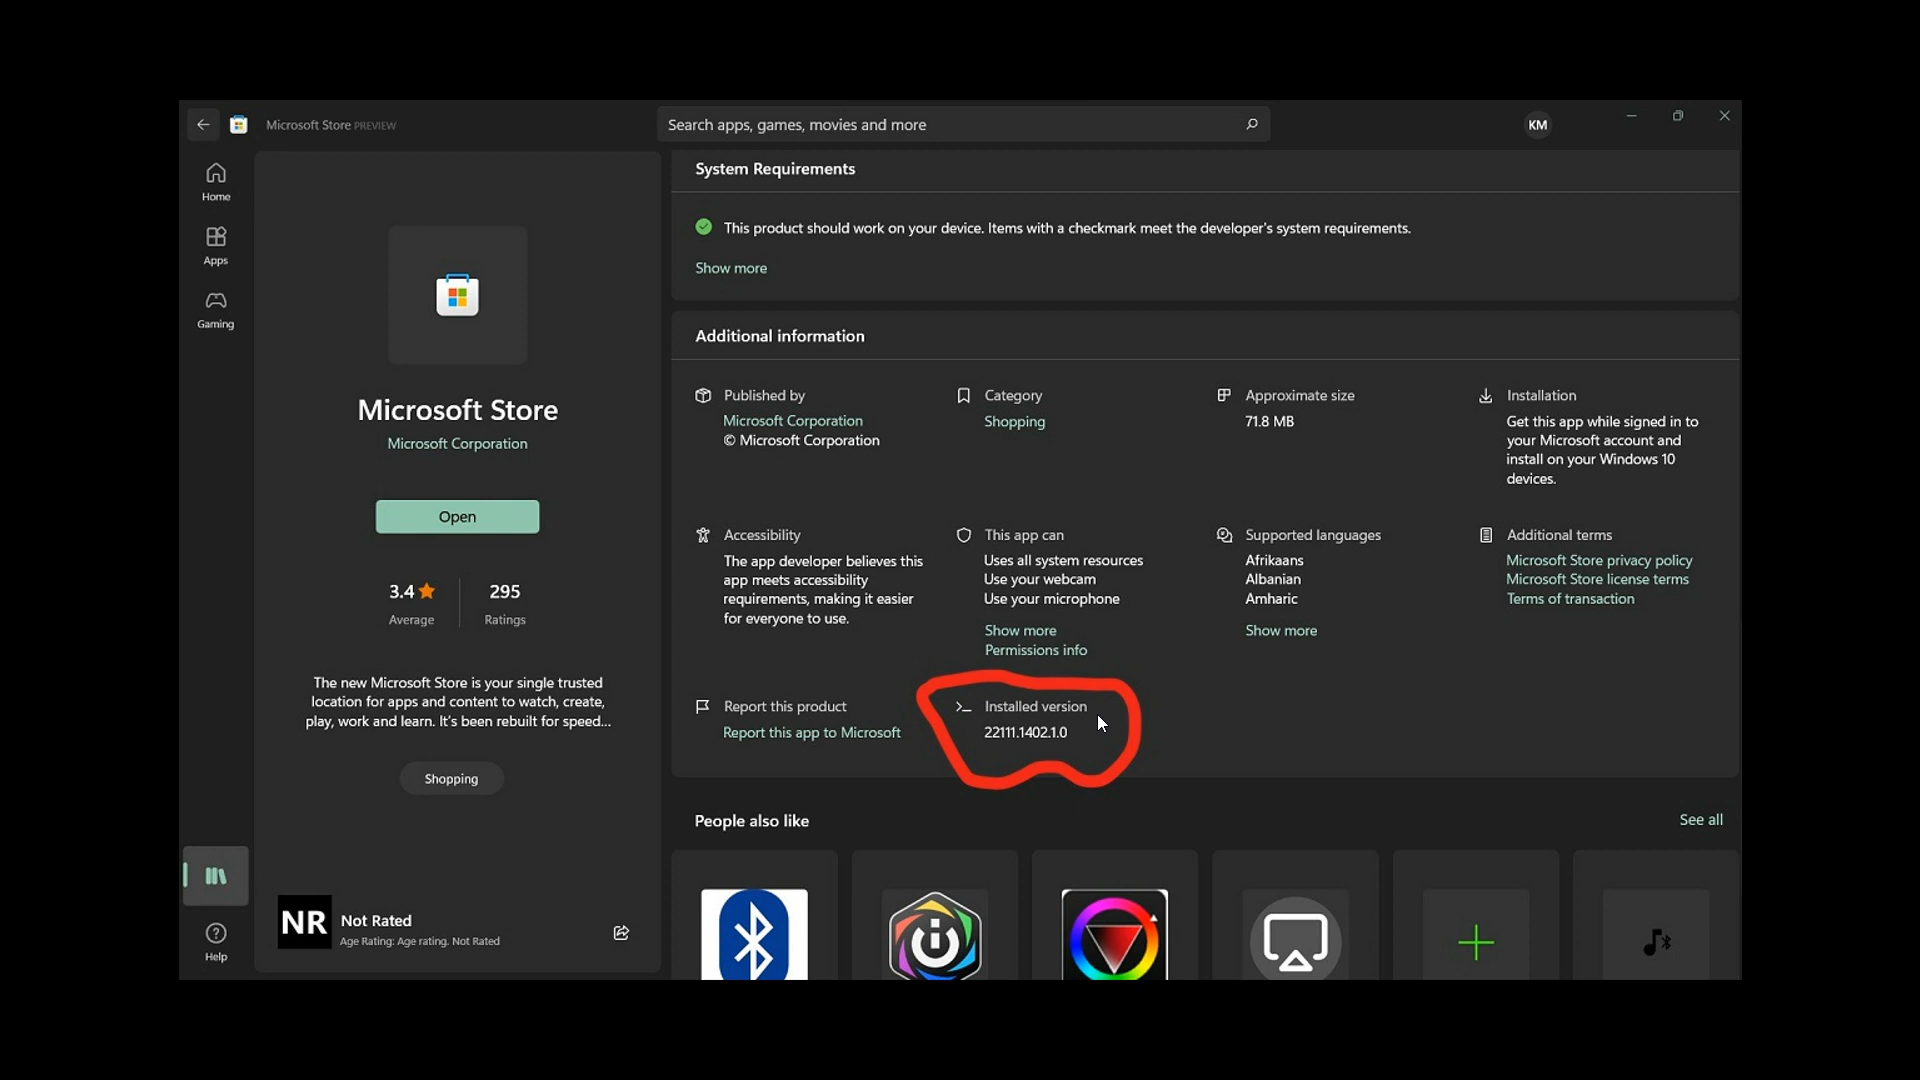 Microsoft Store PREVIEW
Search apps, games, movies and more
KM
Home
Apps
Gaming
Help
Microsoft Store
Microsoft Corporation
Open
3.4
Average
295
Ratings
The new Microsoft Store is your single trusted
location for apps and content to watch, create,
play, work and learn. It's been rebuilt for speed...
Shopping
NR
Not Rated
Age Rating: Age rating. Not Rated
System Requirements
This product should work on your device. Items with a checkmark meet the developer's system requirements.
Show more
Additional information
Published by
Microsoft Corporation
© Microsoft Corporation
Category
Shopping
Approximate size
71.8 MB
Installation
Get this app while signed in to
your Microsoft account and
install on your Windows 10
devices.
Accessibility
The app developer believes this
app meets accessibility
requirements, making it easier
for everyone to use.
This app can
Uses all system resources
Use your webcam
Use your microphone
Show more
Permissions info
Supported languages
Afrikaans
Albanian
Amharic
Show more
Additional terms
Microsoft Store privacy policy
Microsoft Store license terms
Terms of transaction
Report this product
Report this app to Microsoft
Installed version
22111.1402.1.0
People also like
See all